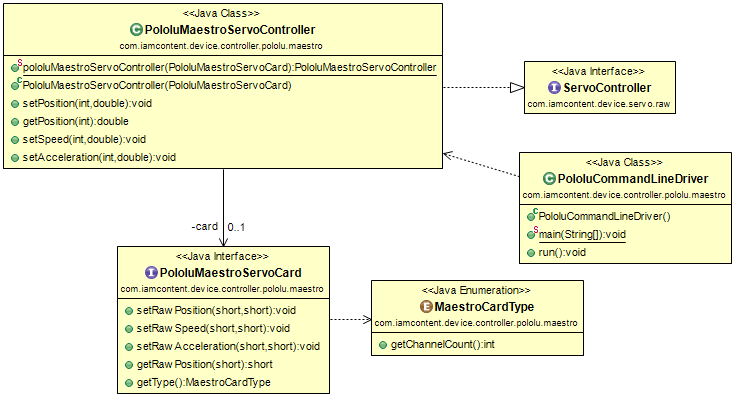 <<Java Class>>
PololuMaestroServoController
com.iamcontent.device.controller.pololu.maestro
pololuMaestroServoController(PololuMaestroServoCard):PololuMaestroServoController
PololuMaestroServoController(PololuMaestroServoCard)
setPosition(int,double):void
getPosition(int):double
setSpeed(int,double):void
setAcceleration(int,double):void
<<Java Interface>>
ServoController
com.iamcontent.device.servo.raw
<<Java Class>>
PololuCommandLineDriver
com.iamcontent.device.controller.pololu.maestro
PololuCommandLineDriver()
main(String[]):void
run():void
-card 0..1
<<Java Interface>>
PololuMaestroServoCard
com.iamcontent.device.controller.pololu.maestro
setRawPosition(short,short):void
setRawSpeed(short,short):void
setRawAcceleration(short,short):void
getRawPosition(short):short
getType():MaestroCardType
<<Java Enumeration>>
MaestroCardType
com.iamcontent.device.controller.pololu.maestro
getChannelCount():int